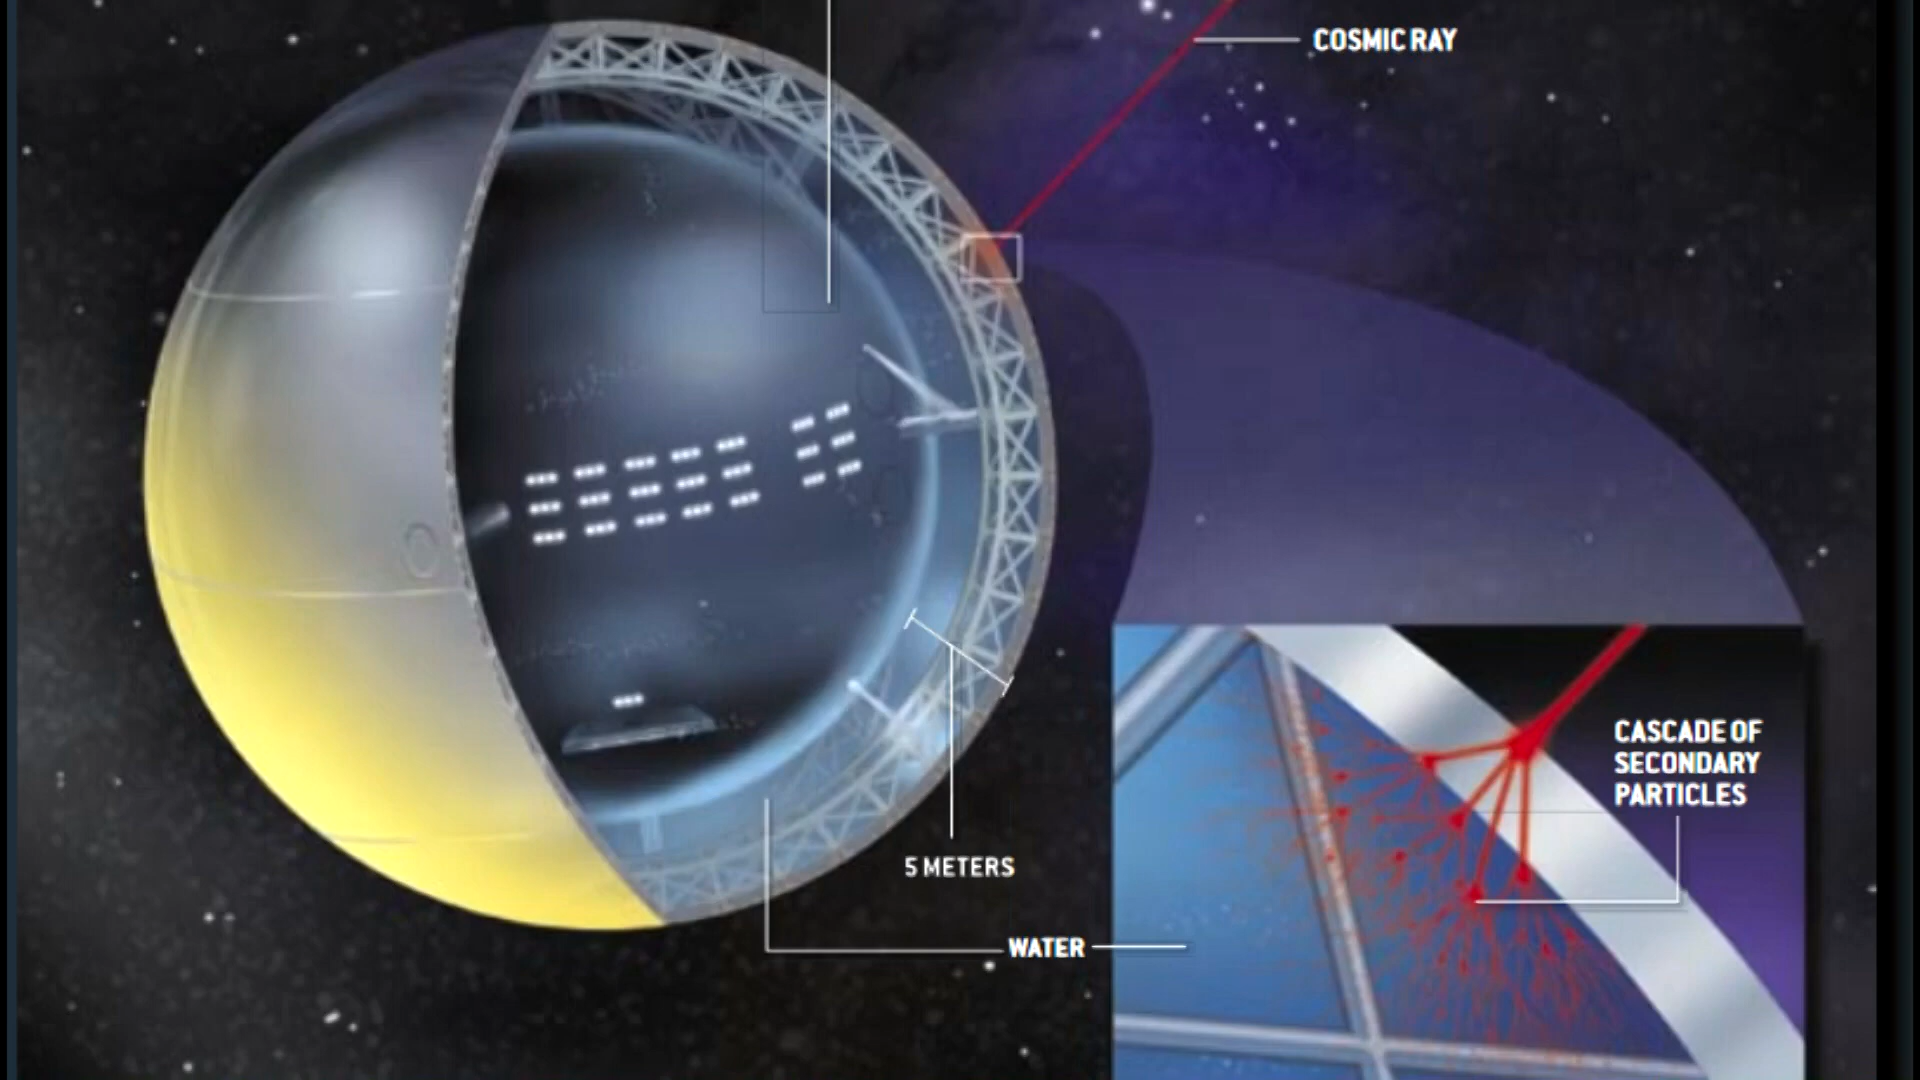 COSMIC RAY
CASCADE OF
SECONDARY
PARTICLES
5 METERS
WATER